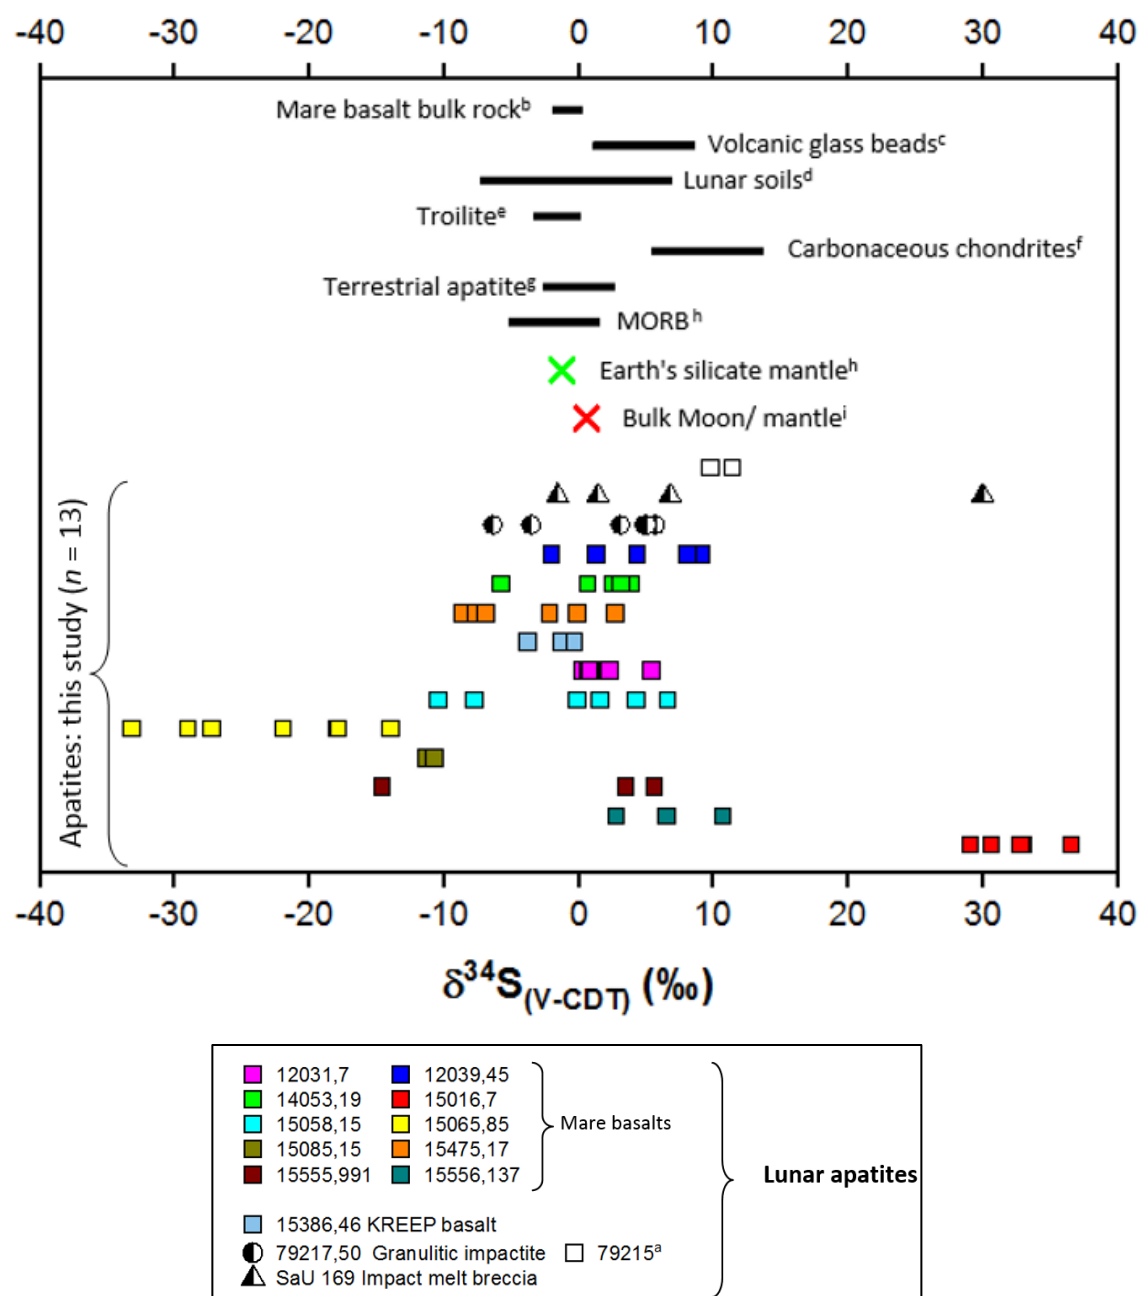 -40 -30 -20 -10 0 10 20 30 40
Mare basalt bulk rockᵇ
Volcanic glass beadsᶜ
Lunar soilsᵈ
Troiliteᵉ
Carbonaceous chondritesᶠ
Terrestrial apatiteᵍ
MORBʰ
Earth's silicate mantleʰ
Bulk Moon/ mantleⁱ
Apatites: this study (n = 13)
-40 -30 -20 -10 0 10 20 30 40
δ³⁴S(V-CDT) (‰)
12031,7 12039,45
14053,19 15016,7
15058,15 15065,85
Mare basalts
15085,15 15475,17
15555,991 15556,137
Lunar apatites
15386,46 KREEP basalt
79217,50 Granulitic impactite 79215ᵃ
SaU 169 Impact melt breccia